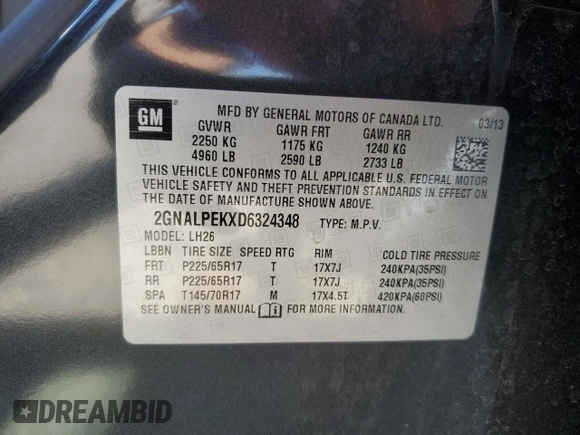 GM
MFD BY GENERAL MOTORS OF CANADA LTD. 03/13
GVWR GAWR FRT GAWR RR
2250 KG 1175 KG 1240 KG
4960 LB 2590 LB 2733 LB
THIS VEHICLE CONFORMS TO ALL APPLICABLE U.S. FEDERAL MOTOR
VEHICLE SAFETY AND THEFT PREVENTION STANDARDS IN EFFECT ON
THE DATE OF MANUFACTURE SHOWN ABOVE.
2GNALPEKXD6324348 TYPE: M.P.V.
MODEL: LH26
LBBN TIRE SIZE SPEED RTG RIM COLD TIRE PRESSURE
FRT P225/65R17 T 17X7J 240KPA(35PSI)
RR P225/65R17 T 17X7J 240KPA(35PSI)
SPA T145/70R17 M 17X4.5T 420KPA(60PSI)
SEE OWNER'S MANUAL FOR MORE INFORMATION.
DREAMBID